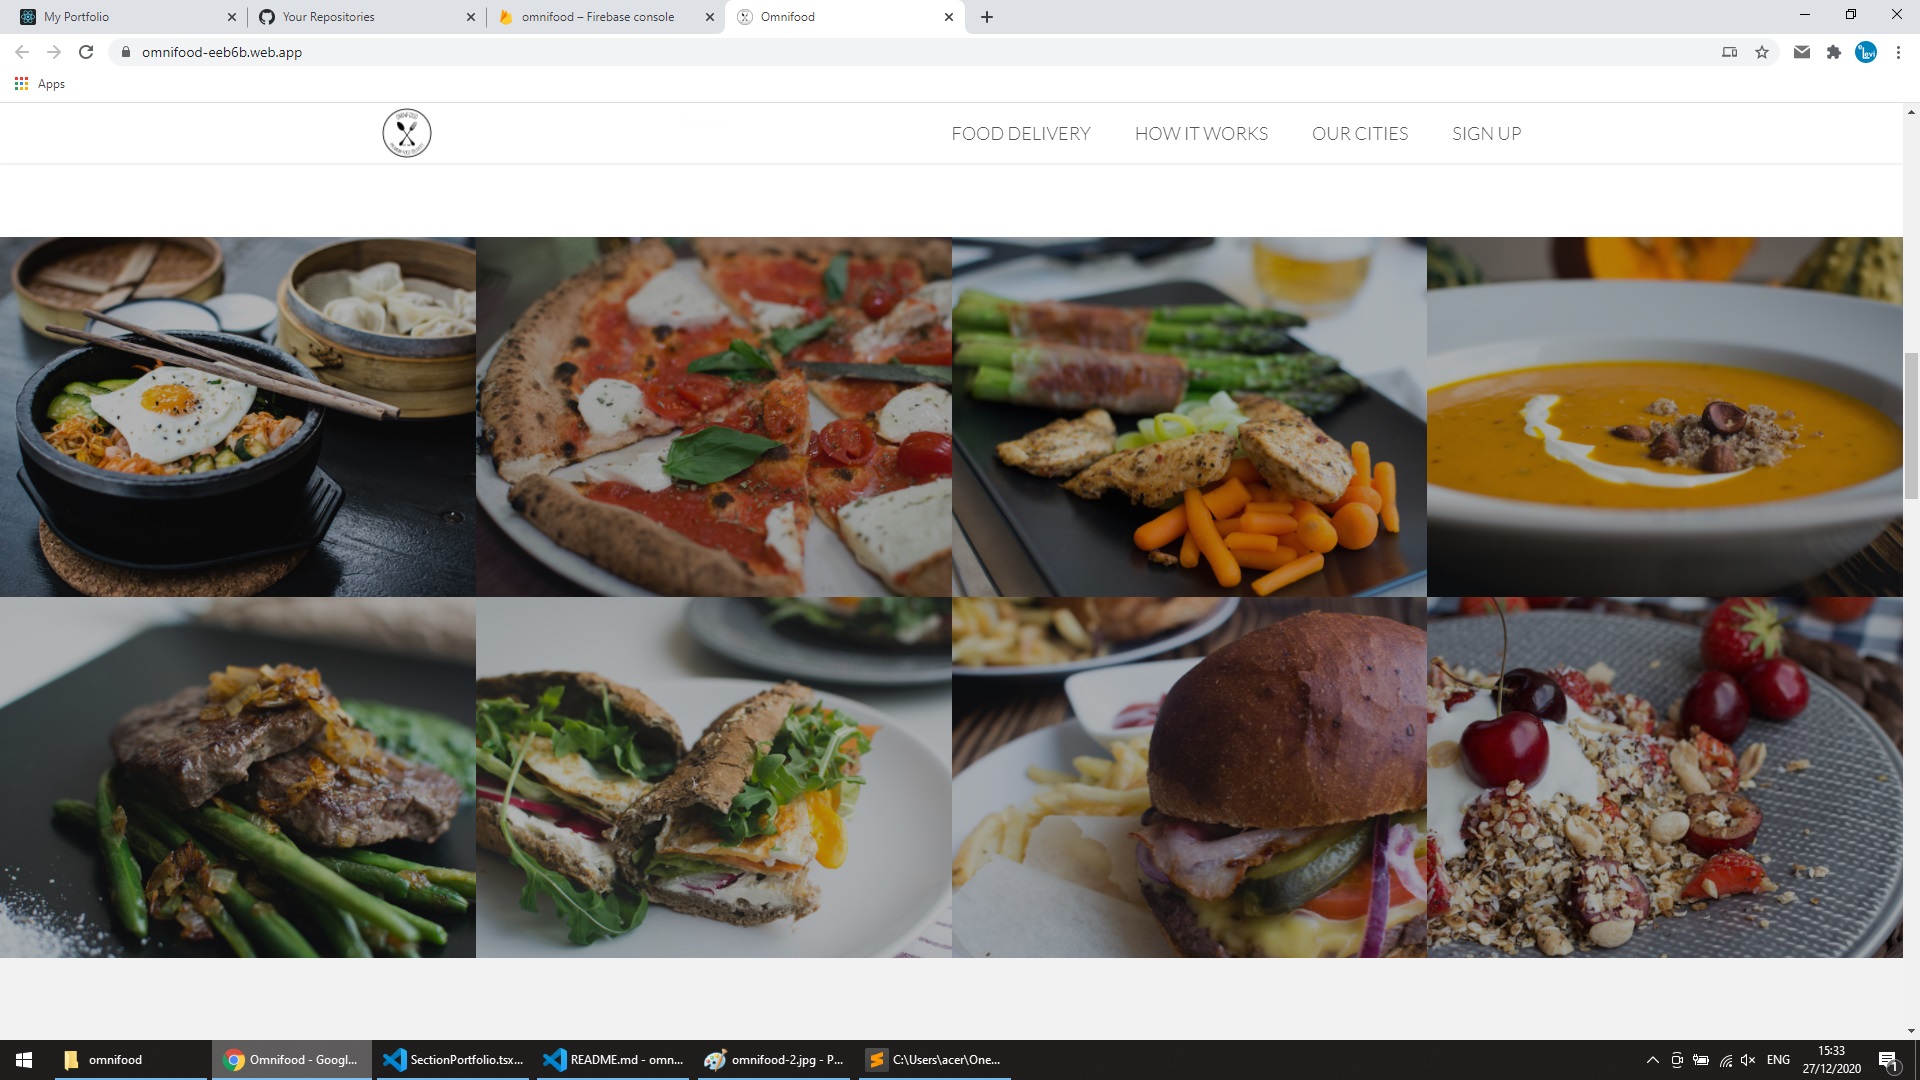 My Portfolio
Your Repositories
omnifood – Firebase console
Omnifood
omnifood-eeb6b.web.app
Apps
FOOD DELIVERY
HOW IT WORKS
OUR CITIES
SIGN UP
omnifood
Omnifood - Googl...
SectionPortfolio.tsx...
README.md - omn...
omnifood-2.jpg - P...
C:\Users\acer\One...
ENG
15:33
27/12/2020
1